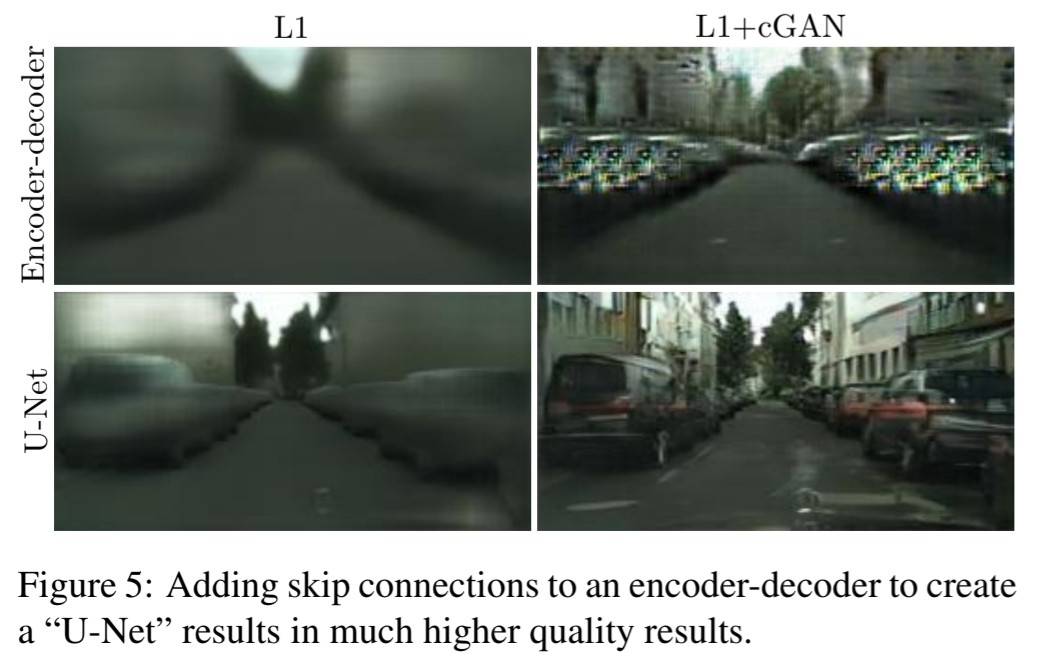 L1
L1+cGAN
Encoder-decoder
U-Net
Figure 5: Adding skip connections to an encoder-decoder to create
a “U-Net” results in much higher quality results.